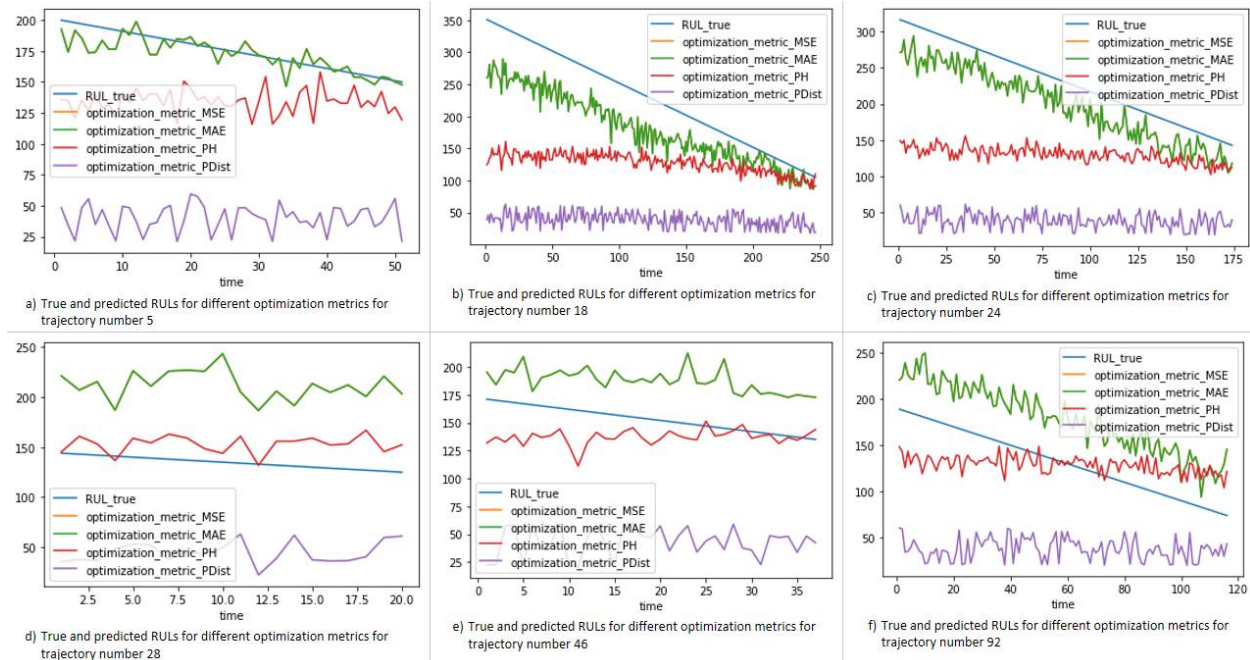 200
175
150
125
100
75
50
25
RUL_true
optimization_metric_MSE
optimization_metric_MAE
optimization_metric_PH
optimization_metric_PDist
0 10 20 30 40 50
time
a) True and predicted RULs for different optimization metrics for
trajectory number 5
350
300
250
200
150
100
50
RUL_true
optimization_metric_MSE
optimization_metric_MAE
optimization_metric_PH
optimization_metric_PDist
0 50 100 150 200 250
time
b) True and predicted RULs for different optimization metrics for
trajectory number 18
300
250
200
150
100
50
RUL_true
optimization_metric_MSE
optimization_metric_MAE
optimization_metric_PH
optimization_metric_PDist
0 25 50 75 100 125 150 175
time
c) True and predicted RULs for different optimization metrics for
trajectory number 24
250
200
150
100
50
RUL_true
optimization_metric_MSE
optimization_metric_MAE
optimization_metric_PH
optimization_metric_PDist
2.5 5.0 7.5 10.0 12.5 15.0 17.5 20.0
time
d) True and predicted RULs for different optimization metrics for
trajectory number 28
200
175
150
125
100
75
50
25
RUL_true
optimization_metric_MSE
optimization_metric_MAE
optimization_metric_PH
optimization_metric_PDist
0 5 10 15 20 25 30 35
time
e) True and predicted RULs for different optimization metrics for
trajectory number 46
250
200
150
100
50
RUL_true
optimization_metric_MSE
optimization_metric_MAE
optimization_metric_PH
optimization_metric_PDist
0 20 40 60 80 100 120
time
f) True and predicted RULs for different optimization metrics for
trajectory number 92